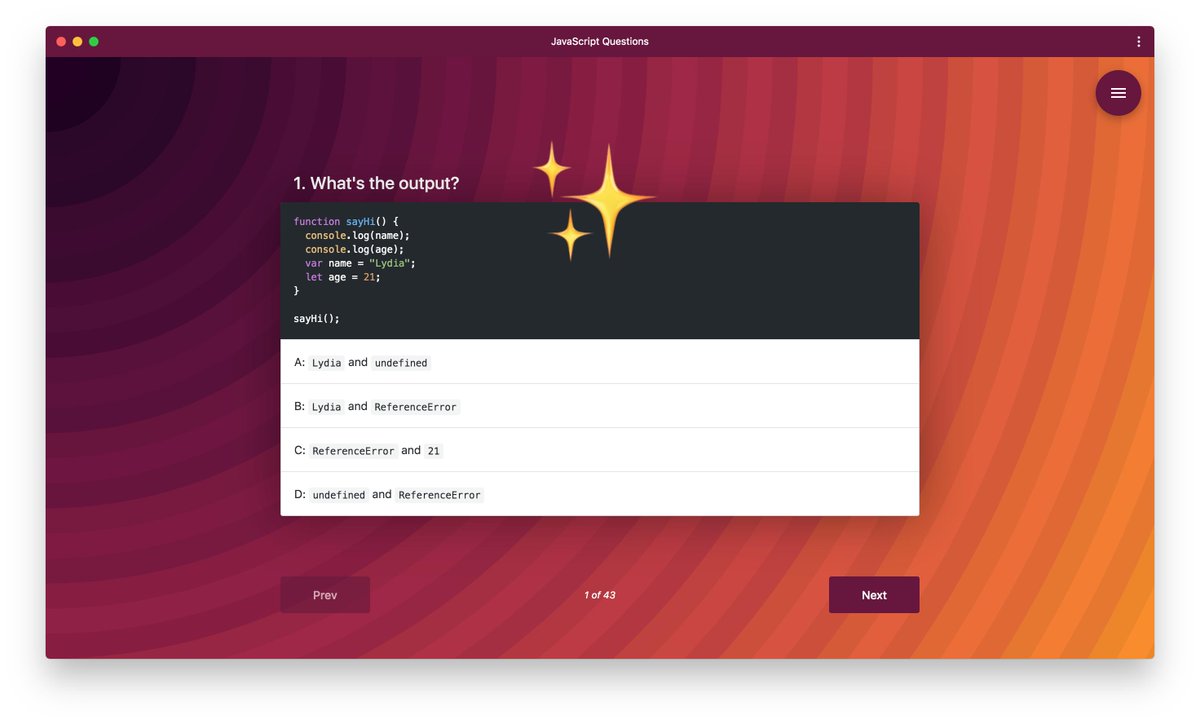 JavaScript Questions
1. What's the output?
function sayHi() {
  console.log(name);
  console.log(age);
  var name = "Lydia";
  let age = 21;
}
sayHi();
A: Lydia and undefined
B: Lydia and ReferenceError
C: ReferenceError and 21
D: undefined and ReferenceError
Prev
1 of 43
Next